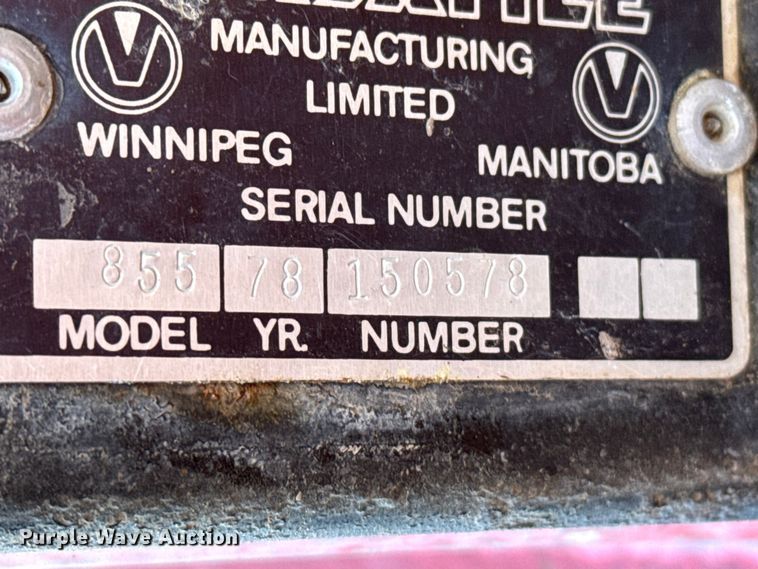 MANUFACTURING
LIMITED
WINNIPEG MANITOBA
SERIAL NUMBER
855 78 150578
MODEL YR. NUMBER
Purple Wave Auction